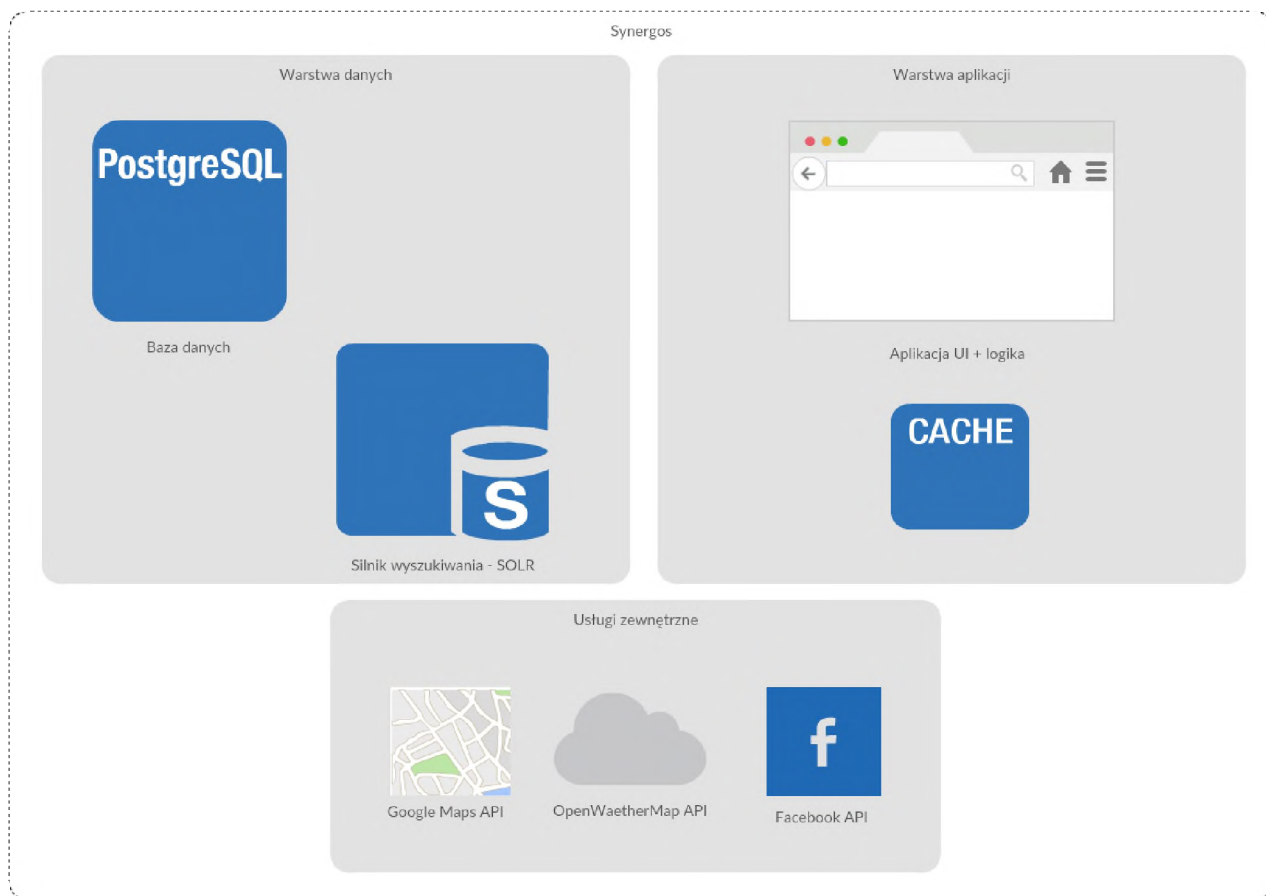 Synergos
Warstwa danych
PostgreSQL
Baza danych
S
Silnik wyszukiwania - SOLR
Warstwa aplikacji
Aplikacja UI + logika
CACHE
Usługi zewnętrzne
Google Maps API
OpenWaetherMap API
f
Facebook API